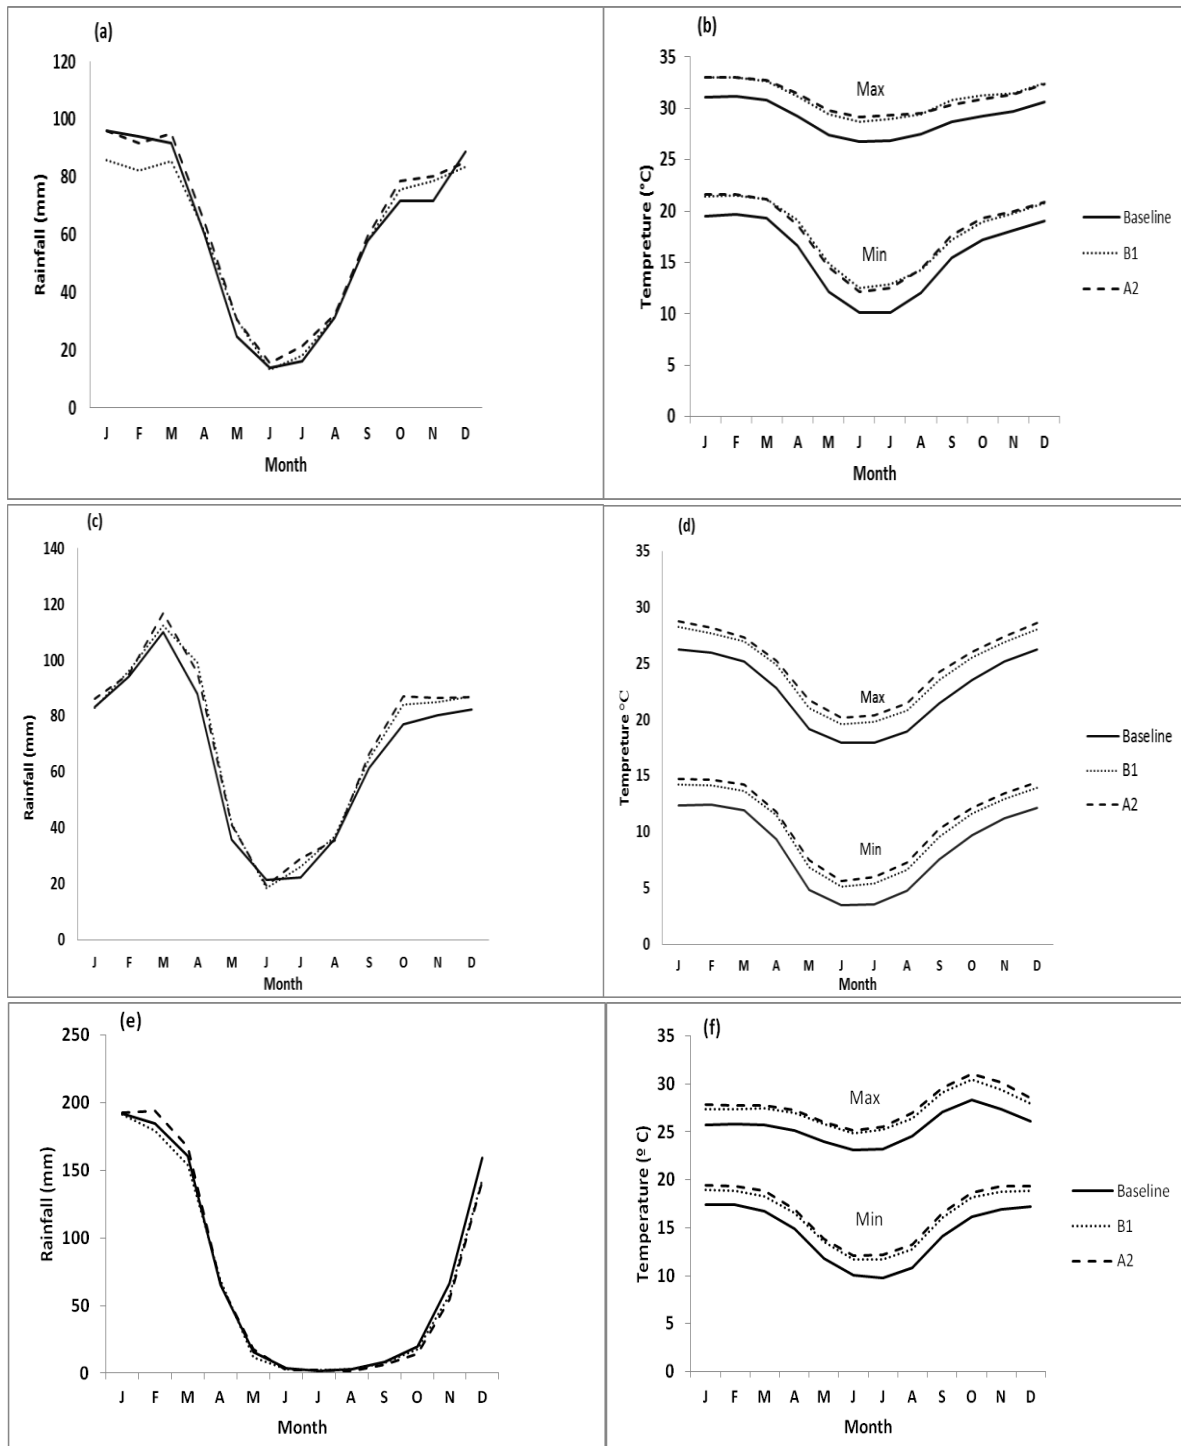 (a)
120
100
80
60
40
20
0
Rainfall (mm)
J F M A M J J A S O N D
Month
(b)
35
30
25
20
15
10
5
0
Tempreture (°C)
Max
Min
J F M A M J J A S O N D
Month
Baseline
B1
A2
(c)
140
120
100
80
60
40
20
0
Rainfall (mm)
J F M A M J J A S O N D
Month
(d)
35
30
25
20
15
10
5
0
Tempreture °C
Max
Min
J F M A M J J A S O N D
Month
Baseline
B1
A2
(e)
250
200
150
100
50
0
Rainfall (mm)
J F M A M J J A S O N D
Month
(f)
35
30
25
20
15
10
5
0
Temperature (º C)
Max
Min
J F M A M J J A S O N D
Month
Baseline
B1
A2